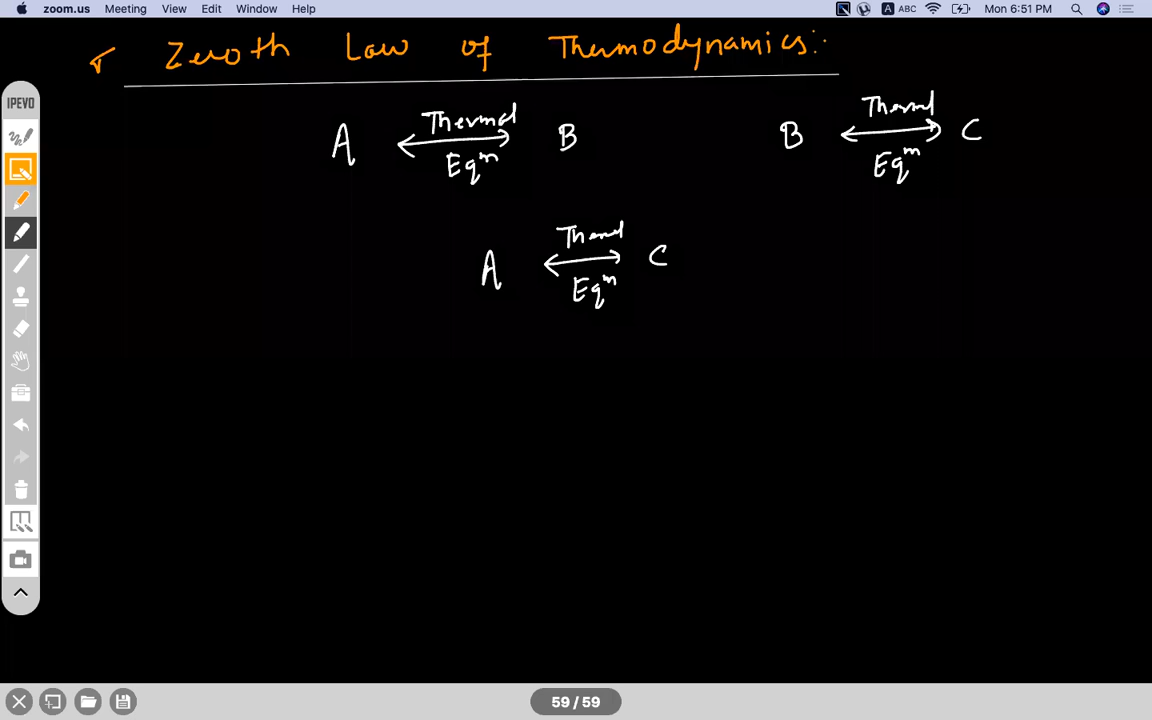 zoom.us Meeting View Edit Window Help A ABC Mon 6:51 PM
Zeroth Law of Thermodynamics:
IPEVO
A Thermal Eqᵐ B
B Thermal Eqᵐ C
A Thermal Eqᵐ C
59 / 59